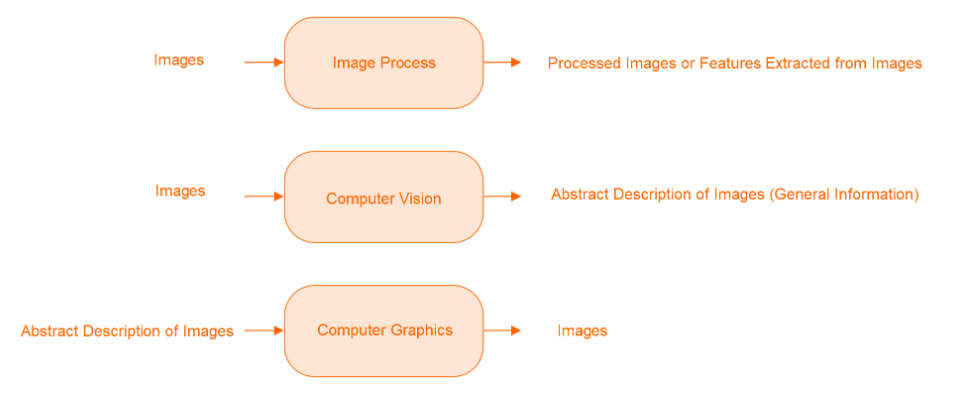 Images
Image Process
Processed Images or Features Extracted from Images
Images
Computer Vision
Abstract Description of Images (General Information)
Abstract Description of Images
Computer Graphics
Images